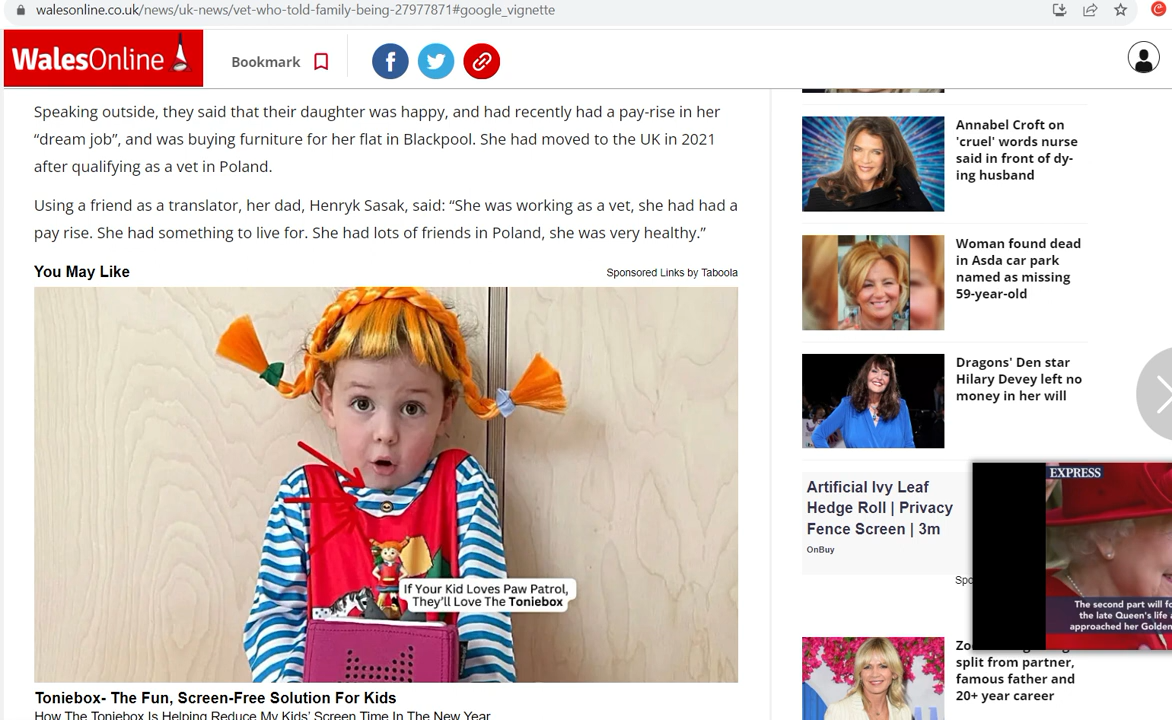 walesonline.co.uk/news/uk-news/vet-who-told-family-being-27977871#google_vignette
WalesOnline
Bookmark
Speaking outside, they said that their daughter was happy, and had recently had a pay-rise in her
“dream job”, and was buying furniture for her flat in Blackpool. She had moved to the UK in 2021
after qualifying as a vet in Poland.
Using a friend as a translator, her dad, Henryk Sasak, said: “She was working as a vet, she had had a
pay rise. She had something to live for. She had lots of friends in Poland, she was very healthy.”
You May Like
Sponsored Links by Taboola
If Your Kid Loves Paw Patrol,
They'll Love The Toniebox
Toniebox- The Fun, Screen-Free Solution For Kids
How The Toniebox Is Helping Reduce My Kids' Screen Time In The New Year
Annabel Croft on
'cruel' words nurse
said in front of dy-
ing husband
Woman found dead
in Asda car park
named as missing
59-year-old
Dragons' Den star
Hilary Devey left no
money in her will
Artificial Ivy Leaf
Hedge Roll | Privacy
Fence Screen | 3m
OnBuy
Spo
EXPRESS
The second part will fo
the late Queen's life a
approached her Golden
split from partner,
famous father and
20+ year career